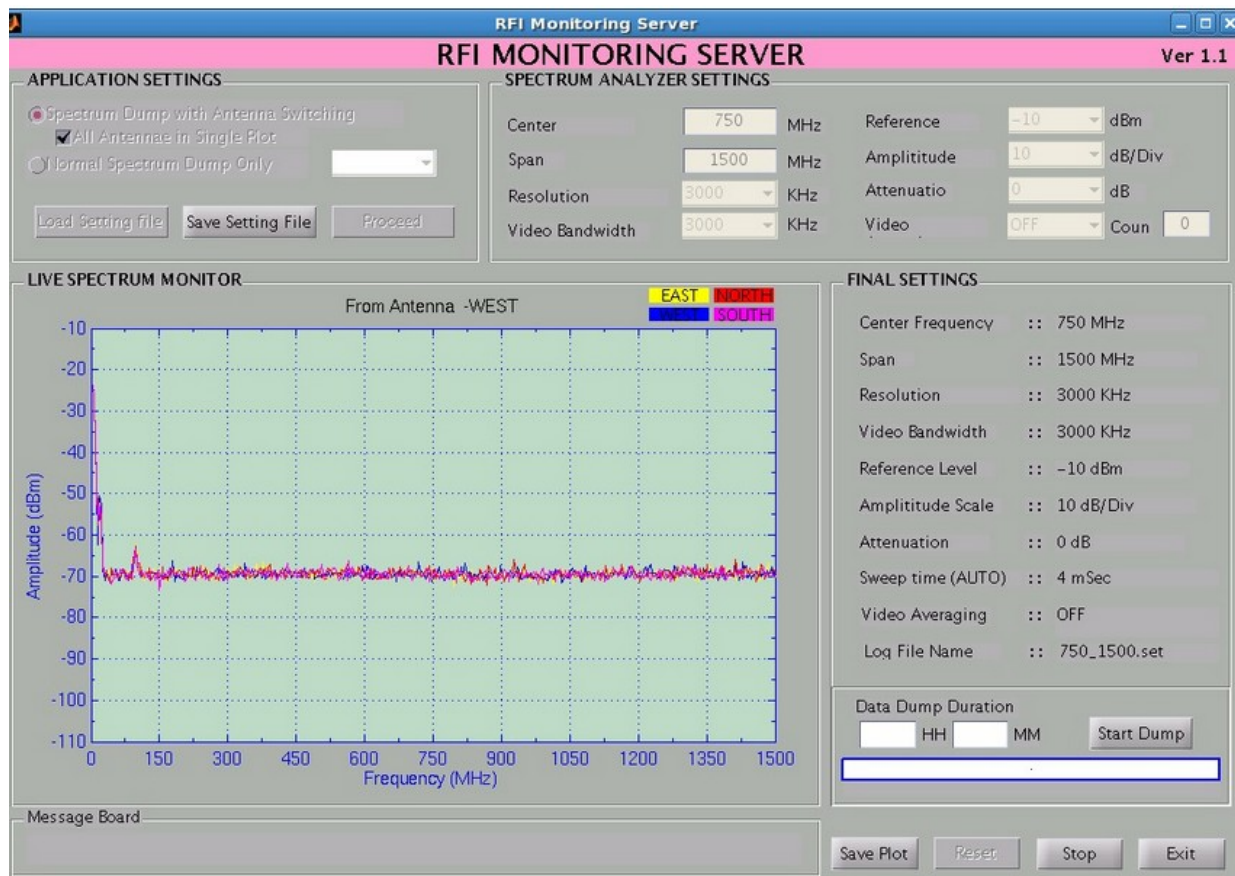 RFI Monitoring Server
RFI MONITORING SERVER
Ver 1.1
APPLICATION SETTINGS
Spectrum Dump with Antenna Switching
All Antennae in Single Plot
Normal Spectrum Dump Only
Load Setting file
Save Setting File
Proceed
SPECTRUM ANALYZER SETTINGS
Center 750 MHz
Span 1500 MHz
Resolution 3000 KHz
Video Bandwidth 3000 KHz
Reference -10 dBm
Amplititude 10 dB/Div
Attenuatio 0 dB
Video OFF Coun 0
LIVE SPECTRUM MONITOR
From Antenna -WEST
EAST NORTH
WEST SOUTH
Amplitude (dBm)
-10
-20
-30
-40
-50
-60
-70
-80
-90
-100
-110
0 150 300 450 600 750 900 1050 1200 1350 1500
Frequency (MHz)
FINAL SETTINGS
Center Frequency :: 750 MHz
Span :: 1500 MHz
Resolution :: 3000 KHz
Video Bandwidth :: 3000 KHz
Reference Level :: -10 dBm
Amplititude Scale :: 10 dB/Div
Attenuation :: 0 dB
Sweep time (AUTO) :: 4 mSec
Video Averaging :: OFF
Log File Name :: 750_1500.set
Data Dump Duration
HH MM Start Dump
Message Board
Save Plot Reset Stop Exit